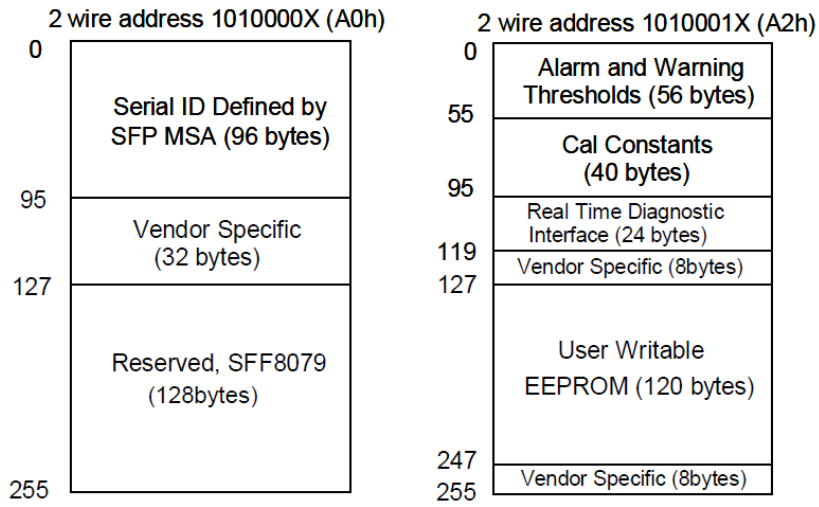 2 wire address 1010000X (A0h)
0
Serial ID Defined by
SFP MSA (96 bytes)
95
Vendor Specific
(32 bytes)
127
Reserved, SFF8079
(128bytes)
255
2 wire address 1010001X (A2h)
0
Alarm and Warning
Thresholds (56 bytes)
55
Cal Constants
(40 bytes)
95
Real Time Diagnostic
Interface (24 bytes)
119
Vendor Specific (8bytes)
127
User Writable
EEPROM (120 bytes)
247
Vendor Specific (8bytes)
255